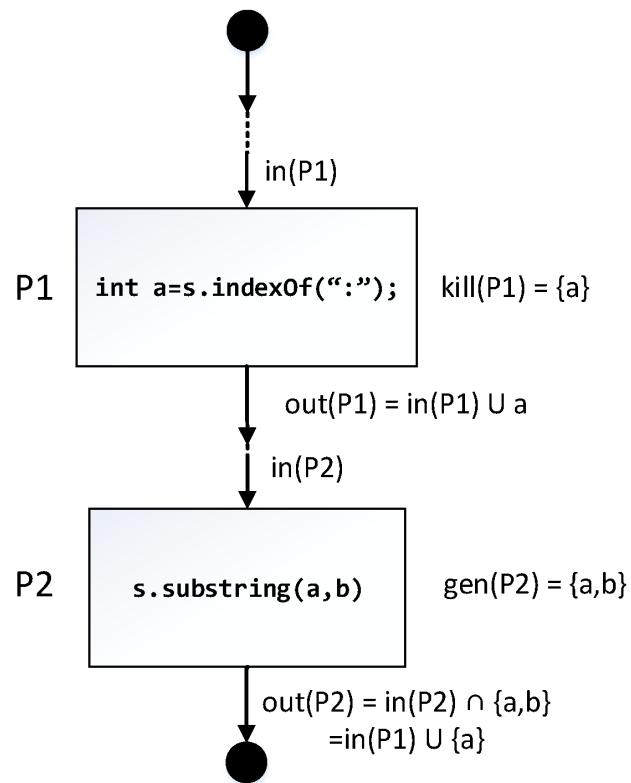 in(P1)
P1 int a=s.indexOf(“:”); kill(P1) = {a}
out(P1) = in(P1) U a
in(P2)
P2 s.substring(a,b) gen(P2) = {a,b}
out(P2) = in(P2) ∩ {a,b}
=in(P1) U {a}